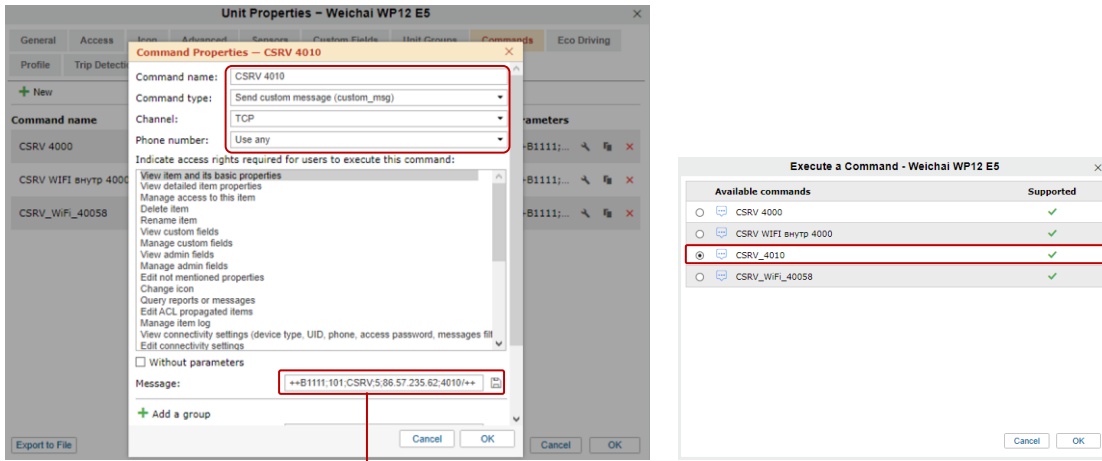 Unit Properties – Weichai WP12 E5
General Access Icon Advanced Sensors Custom Fields Unit Groups Commands Eco Driving
Profile Trip Detecti
New
Command name
CSRV 4000
CSRV WIFI внутр 4000
CSRV_WiFi_40058
rameters
-B1111;...
-B1111;...
-B1111;...
Export to File
Cancel OK
Command Properties — CSRV 4010
Command name: CSRV 4010
Command type: Send custom message (custom_msg)
Channel: TCP
Phone number: Use any
Indicate access rights required for users to execute this command:
View item and its basic properties
View detailed item properties
Manage access to this item
Delete item
Rename item
View custom fields
Manage custom fields
View admin fields
Manage admin fields
Edit not mentioned properties
Change icon
Query reports or messages
Edit ACL propagated items
Manage item log
View connectivity settings (device type, UID, phone, access password, messages filt
Edit connectivity settings
Without parameters
Message: ++B1111;101;CSRV;5;86.57.235.62;4010/++
Add a group
Cancel OK
Execute a Command - Weichai WP12 E5
Available commands Supported
CSRV 4000
CSRV WIFI внутр 4000
CSRV_4010
CSRV_WiFi_40058
Cancel OK